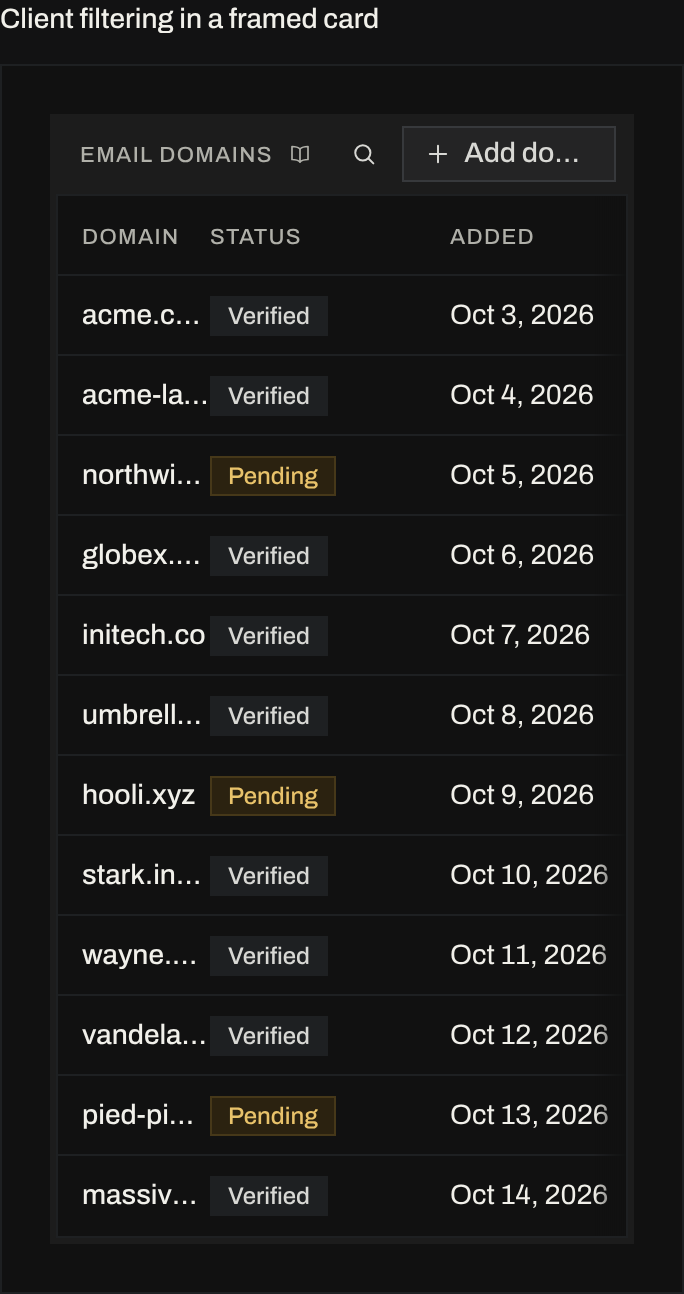 Client filtering in a framed card
EMAIL DOMAINS
+ Add do...
DOMAIN STATUS ADDED
acme.c... Verified Oct 3, 2026
acme-la... Verified Oct 4, 2026
northwi... Pending Oct 5, 2026
globex.... Verified Oct 6, 2026
initech.co Verified Oct 7, 2026
umbrell... Verified Oct 8, 2026
hooli.xyz Pending Oct 9, 2026
stark.in... Verified Oct 10, 2026
wayne.... Verified Oct 11, 2026
vandela... Verified Oct 12, 2026
pied-pi... Pending Oct 13, 2026
massiv... Verified Oct 14, 2026